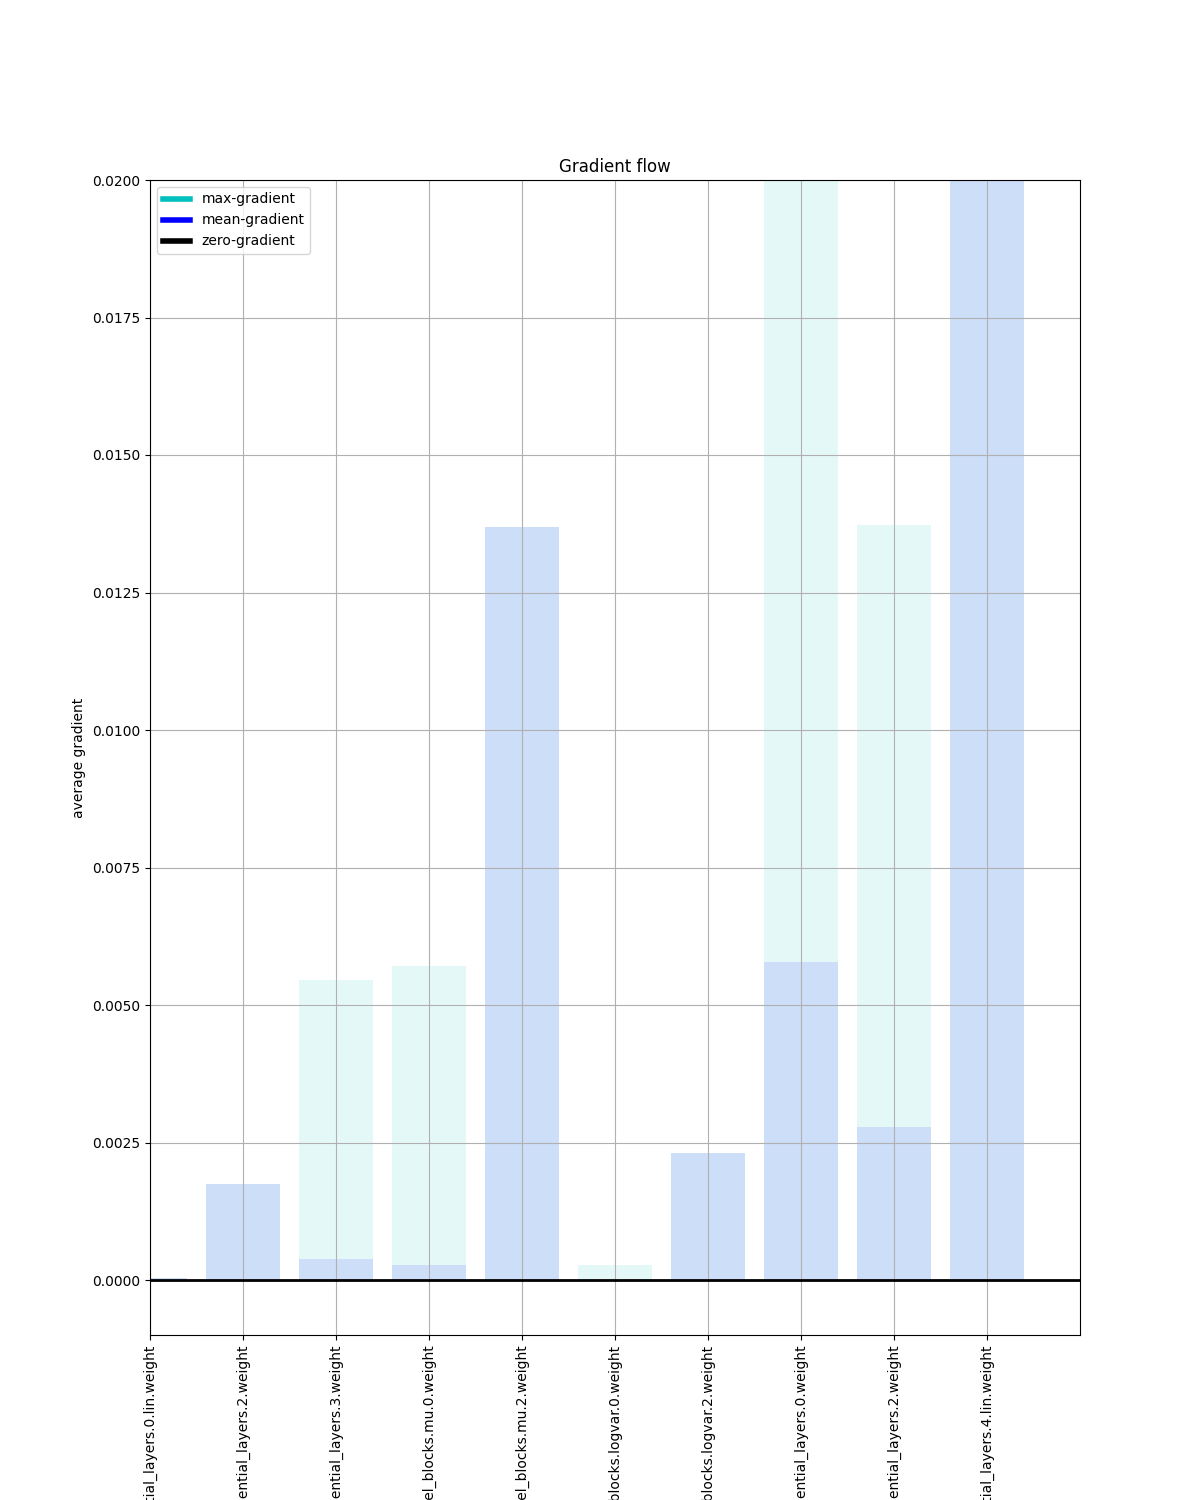 Gradient flow
max-gradient
mean-gradient
zero-gradient
0.0200
0.0175
0.0150
0.0125
0.0100
0.0075
0.0050
0.0025
0.0000
average gradient
tial_layers.0.lin.weight
ential_layers.2.weight
ential_layers.3.weight
el_blocks.mu.0.weight
el_blocks.mu.2.weight
blocks.logvar.0.weight
blocks.logvar.2.weight
ential_layers.0.weight
ential_layers.2.weight
tial_layers.4.lin.weight